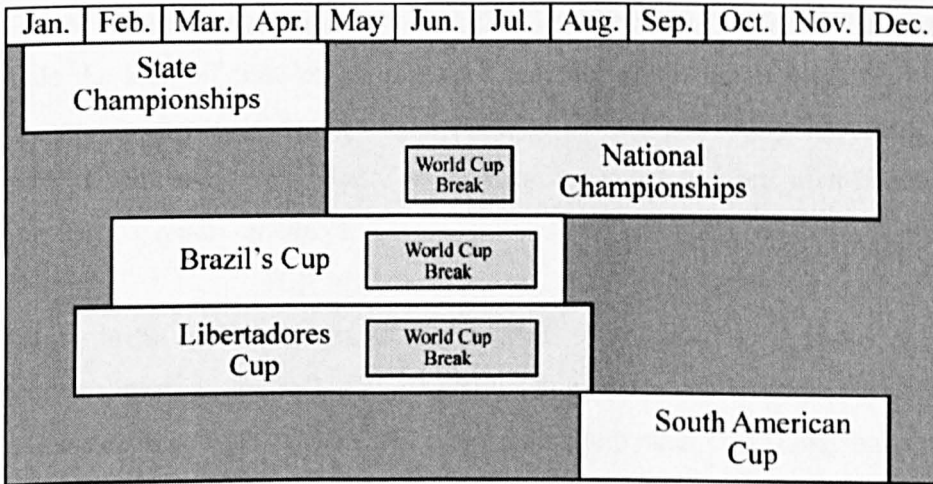 Jan. Feb. Mar. Apr. May Jun. Jul. Aug. Sep. Oct. Nov. Dec.
State
Championships
World Cup
Break
National
Championships
Brazil's Cup
World Cup
Break
Libertadores
Cup
World Cup
Break
South American
Cup